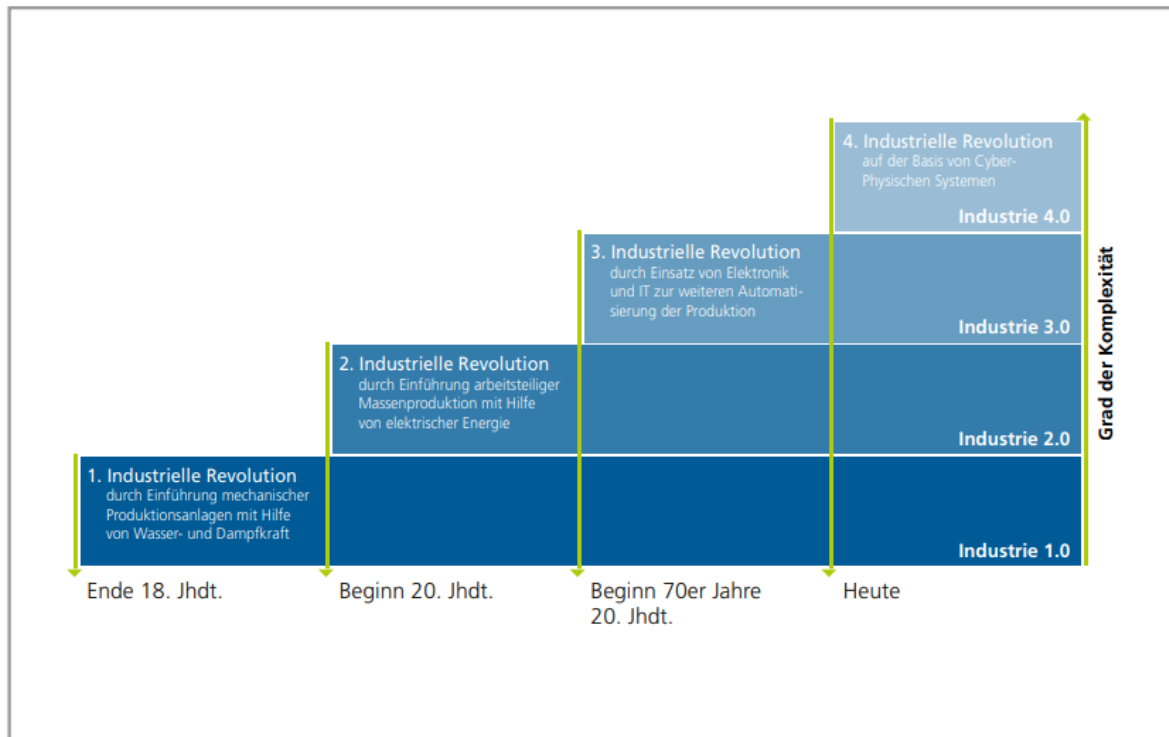 4. Industrielle Revolution
auf der Basis von Cyber-
Physischen Systemen
Industrie 4.0
3. Industrielle Revolution
durch Einsatz von Elektronik
und IT zur weiteren Automati-
sierung der Produktion
Industrie 3.0
2. Industrielle Revolution
durch Einführung arbeitsteiliger
Massenproduktion mit Hilfe
von elektrischer Energie
Industrie 2.0
1. Industrielle Revolution
durch Einführung mechanischer
Produktionsanlagen mit Hilfe
von Wasser- und Dampfkraft
Industrie 1.0
Grad der Komplexität
Ende 18. Jhdt.
Beginn 20. Jhdt.
Beginn 70er Jahre
20. Jhdt.
Heute